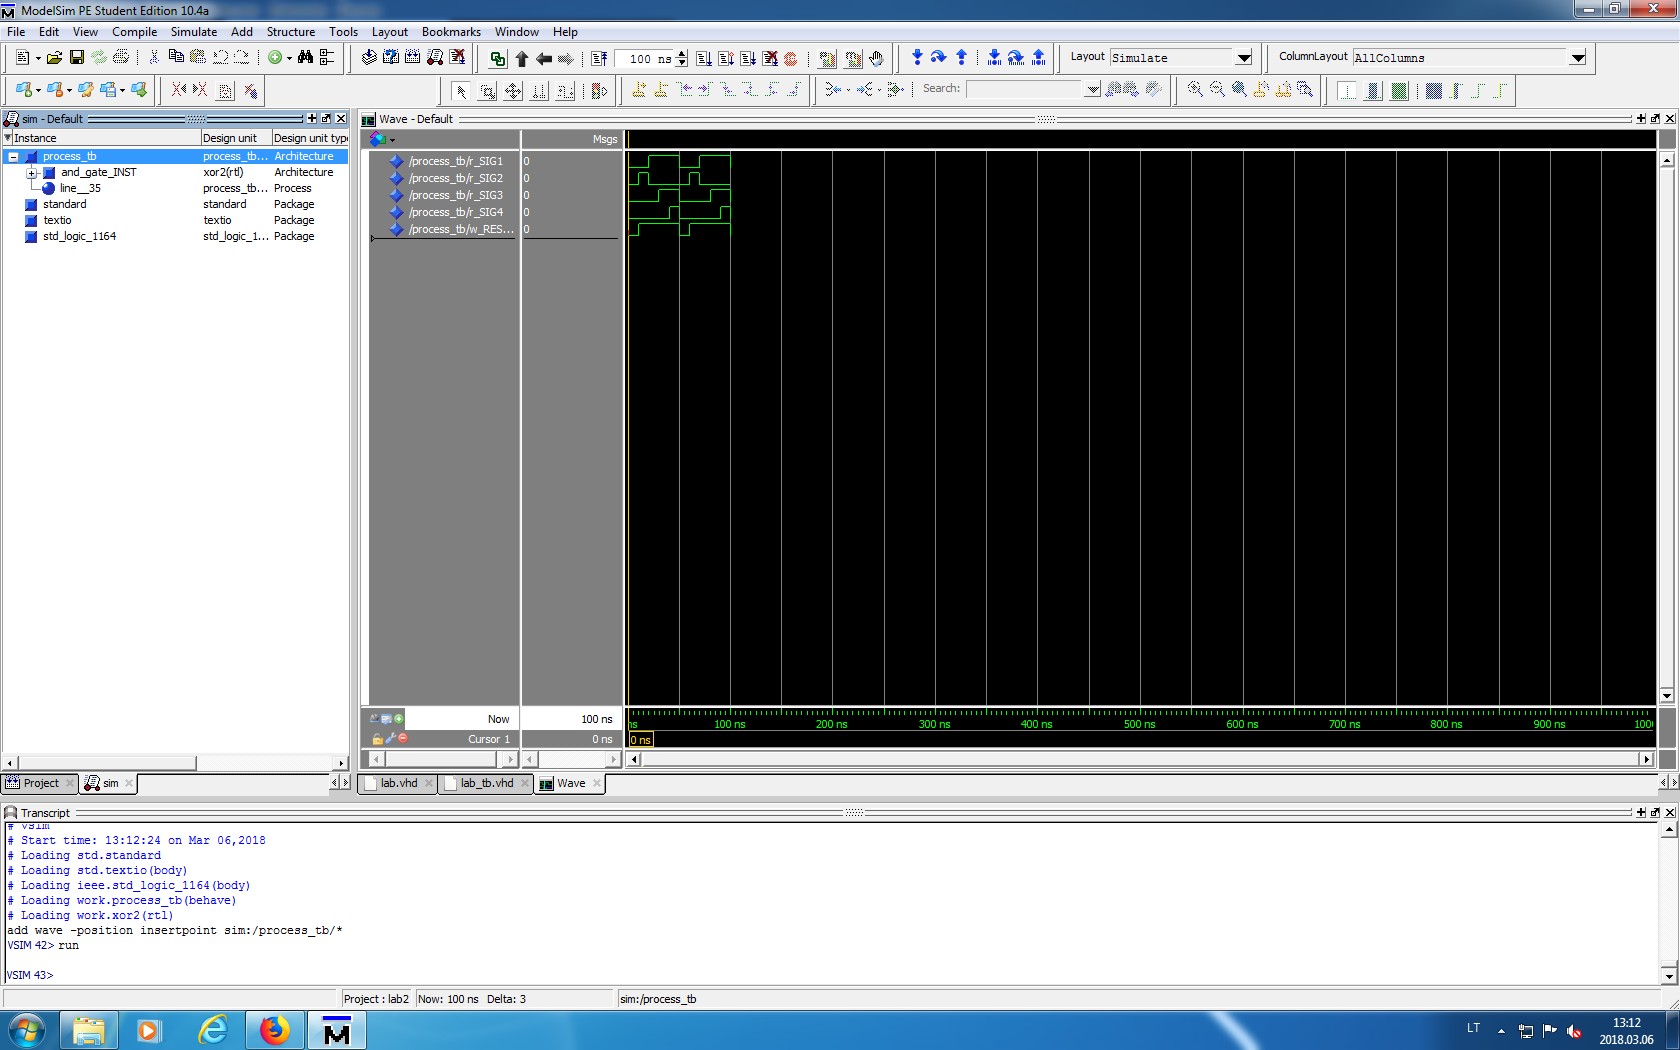 ModelSim PE Student Edition 10.4a
File Edit View Compile Simulate Add Structure Tools Layout Bookmarks Window Help
100 ns
Layout Simulate
ColumnLayout AllColumns
Search:
sim - Default
Instance Design unit Design unit type
process_tb process_tb... Architecture
and_gate_INST xor2(rtl) Architecture
line__35 process_tb... Process
standard standard Package
textio textio Package
std_logic_1164 std_logic_1... Package
Project sim
Wave - Default
Msgs
/process_tb/r_SIG1 0
/process_tb/r_SIG2 0
/process_tb/r_SIG3 0
/process_tb/r_SIG4 0
/process_tb/w_RES... 0
Now 100 ns
Cursor 1 0 ns
ns 100 ns 200 ns 300 ns 400 ns 500 ns 600 ns 700 ns 800 ns 900 ns 100
0 ns
lab.vhd lab_tb.vhd Wave
Transcript
# vsim
# Start time: 13:12:24 on Mar 06,2018
# Loading std.standard
# Loading std.textio(body)
# Loading ieee.std_logic_1164(body)
# Loading work.process_tb(behave)
# Loading work.xor2(rtl)
add wave -position insertpoint sim:/process_tb/*
VSIM 42> run
VSIM 43>
Project : lab2 Now: 100 ns Delta: 3 sim:/process_tb
LT
13:12
2018.03.06